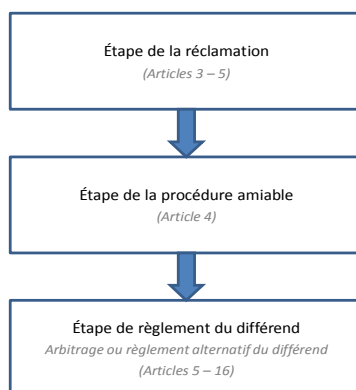 Étape de la réclamation
(Articles 3 – 5)
Étape de la procédure amiable
(Article 4)
Étape de règlement du différend
Arbitrage ou règlement alternatif du différend
(Articles 5 – 16)